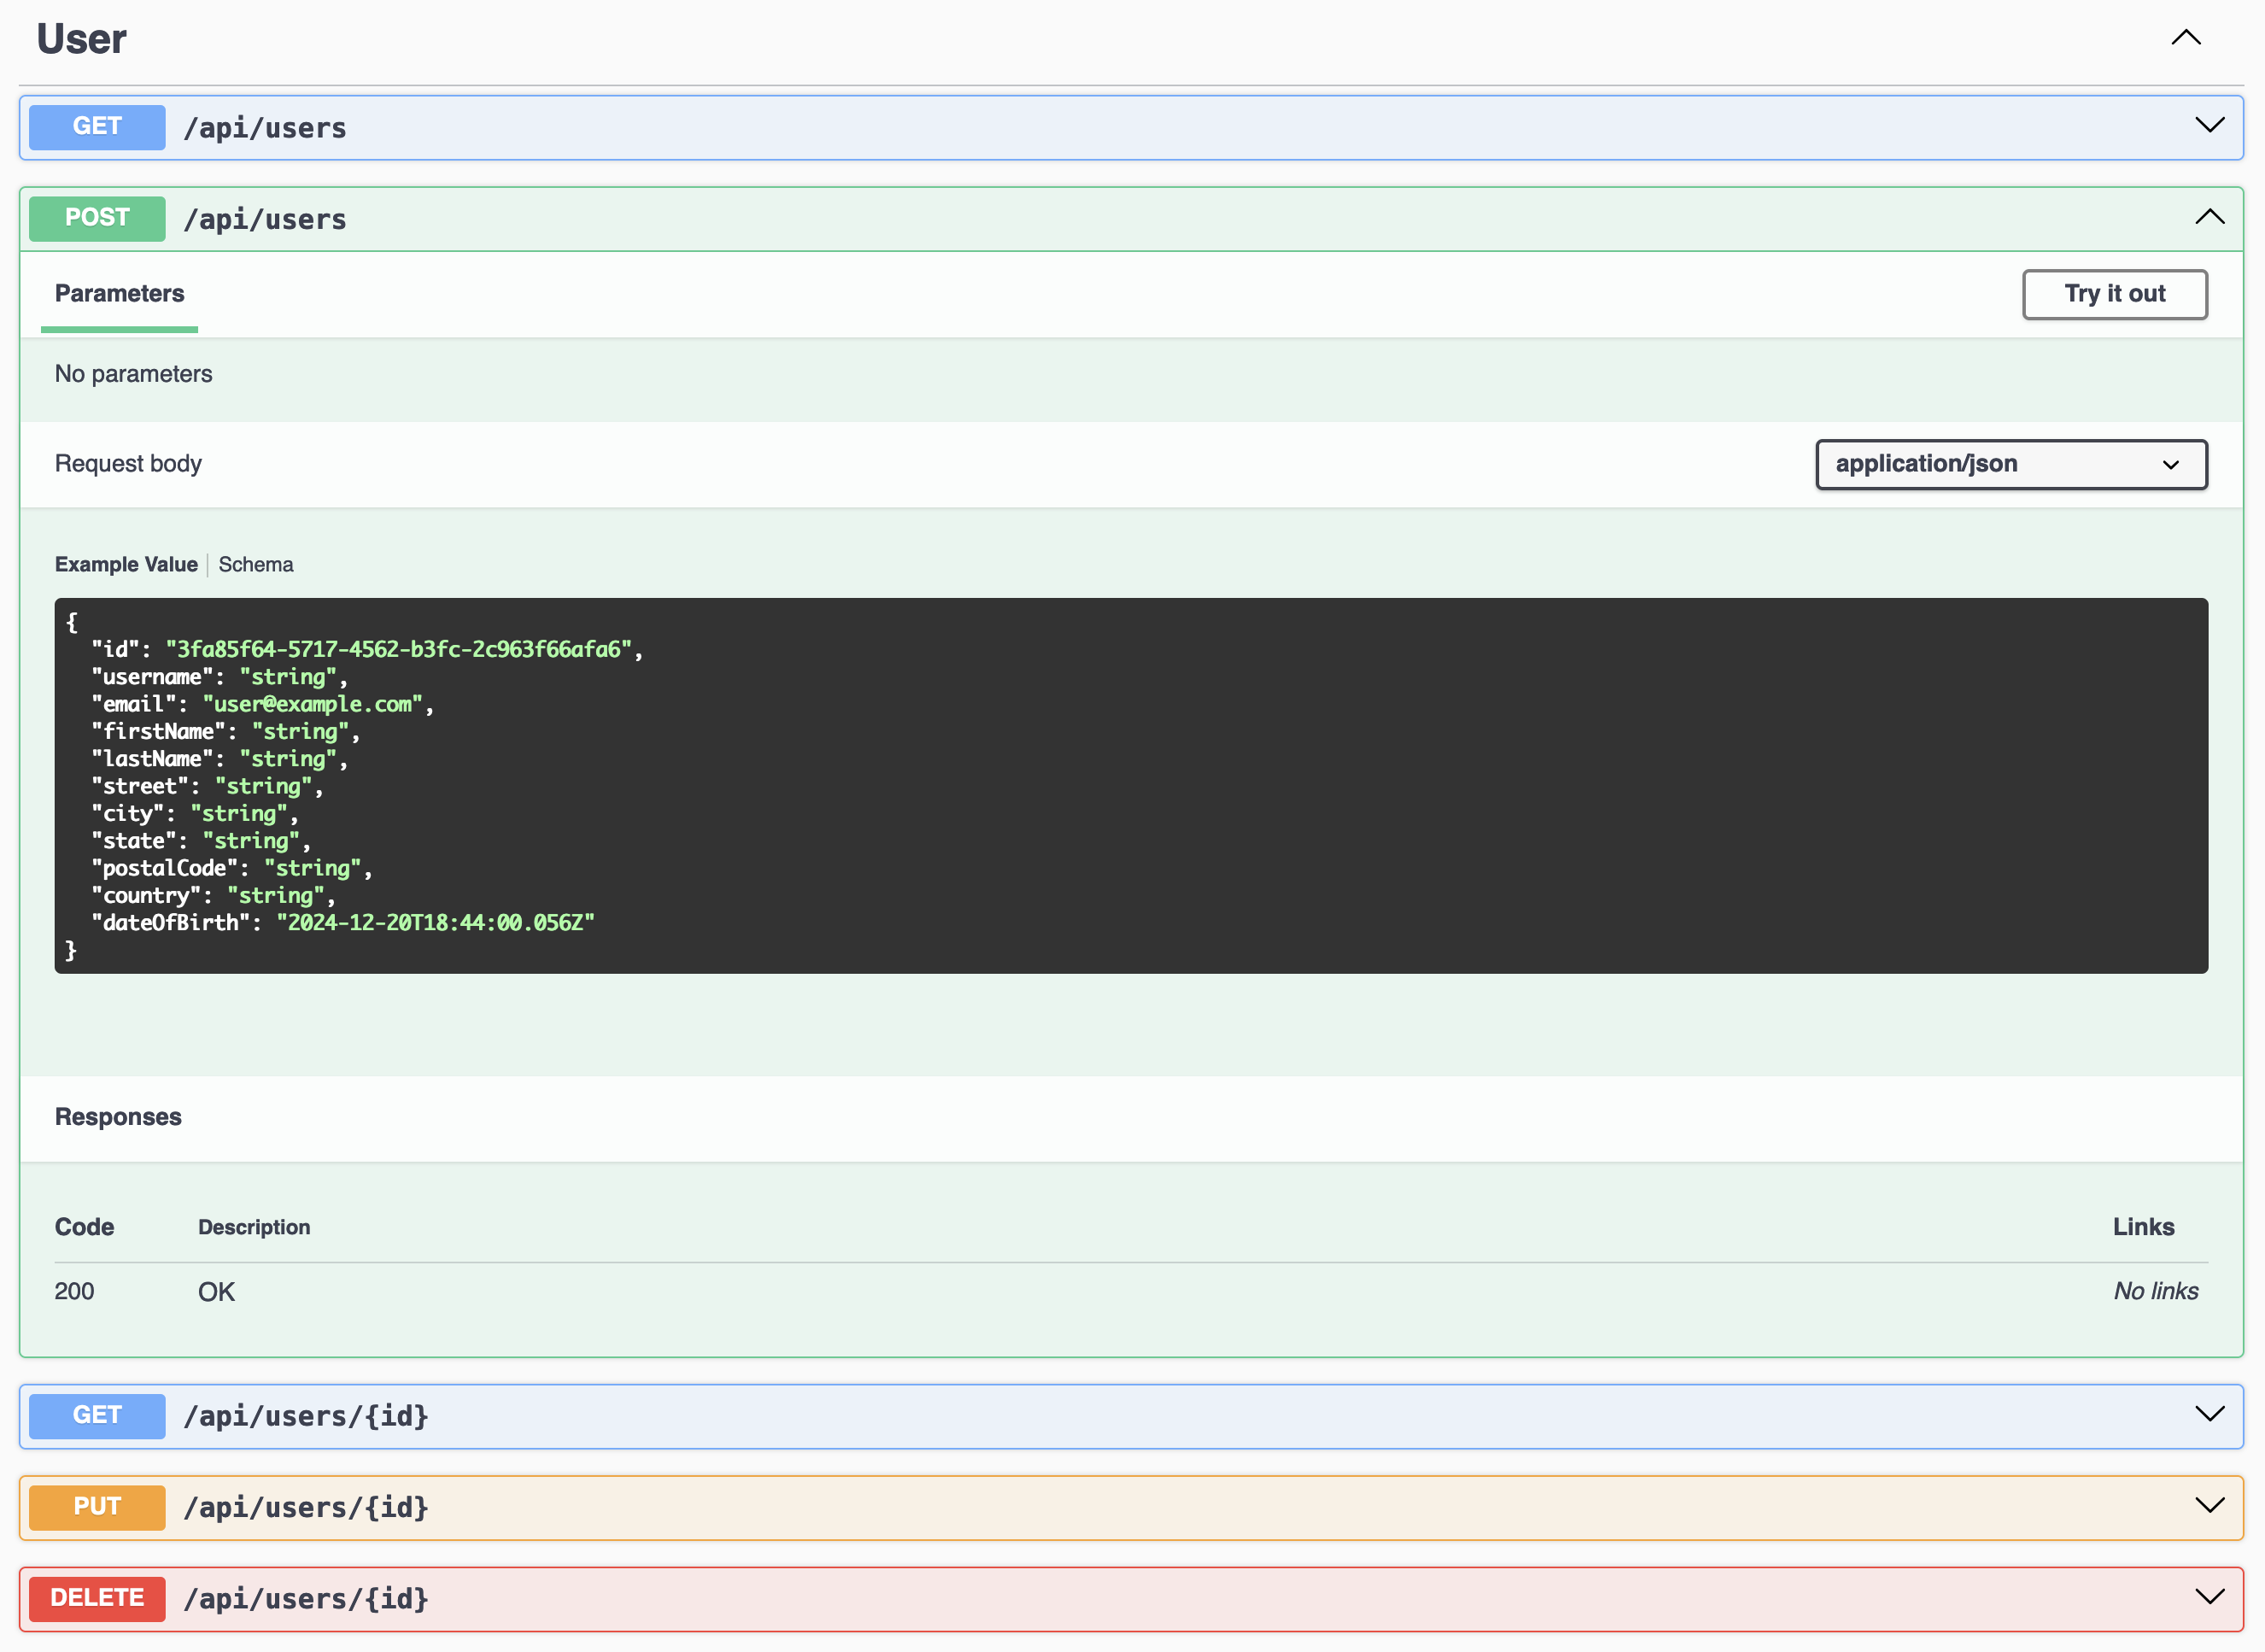 User
GET /api/users
POST /api/users
Parameters Try it out
No parameters
Request body application/json
Example Value Schema
{
  "id": "3fa85f64-5717-4562-b3fc-2c963f66afa6",
  "username": "string",
  "email": "user@example.com",
  "firstName": "string",
  "lastName": "string",
  "street": "string",
  "city": "string",
  "state": "string",
  "postalCode": "string",
  "country": "string",
  "dateOfBirth": "2024-12-20T18:44:00.056Z"
}
Responses
Code Description Links
200 OK No links
GET /api/users/{id}
PUT /api/users/{id}
DELETE /api/users/{id}